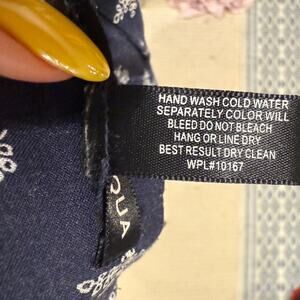 HAND WASH COLD WATER
SEPARATELY COLOR WILL
BLEED DO NOT BLEACH
HANG OR LINE DRY
BEST RESULT DRY CLEAN
WPL#10167
QUA